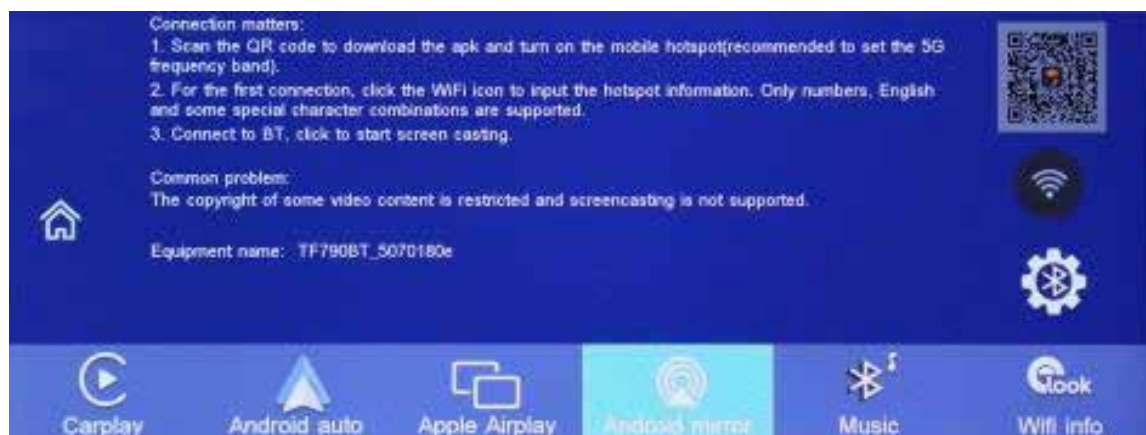 Connection matters:
1. Scan the QR code to download the apk and turn on the mobile hotspot(recommended to set the 5G
frequency band).
2. For the first connection, click the WiFi icon to input the hotspot information. Only numbers, English
and some special character combinations are supported.
3. Connect to BT, click to start screen casting.
Common problem:
The copyright of some video content is restricted and screencasting is not supported.
Equipment name: TF790BT_5070180e
Carplay
Android auto
Apple Airplay
Android mirror
Music
Wifi info